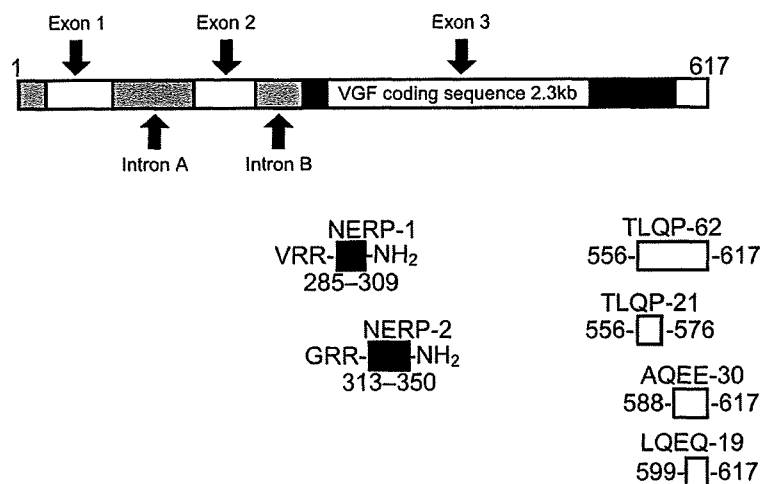 Exon 1
Exon 2
Exon 3
1
617
VGF coding sequence 2.3kb
Intron A
Intron B
NERP-1
VRR- -NH₂
285–309
NERP-2
GRR- -NH₂
313–350
TLQP-62
556- -617
TLQP-21
556- -576
AQEE-30
588- -617
LQEQ-19
599- -617